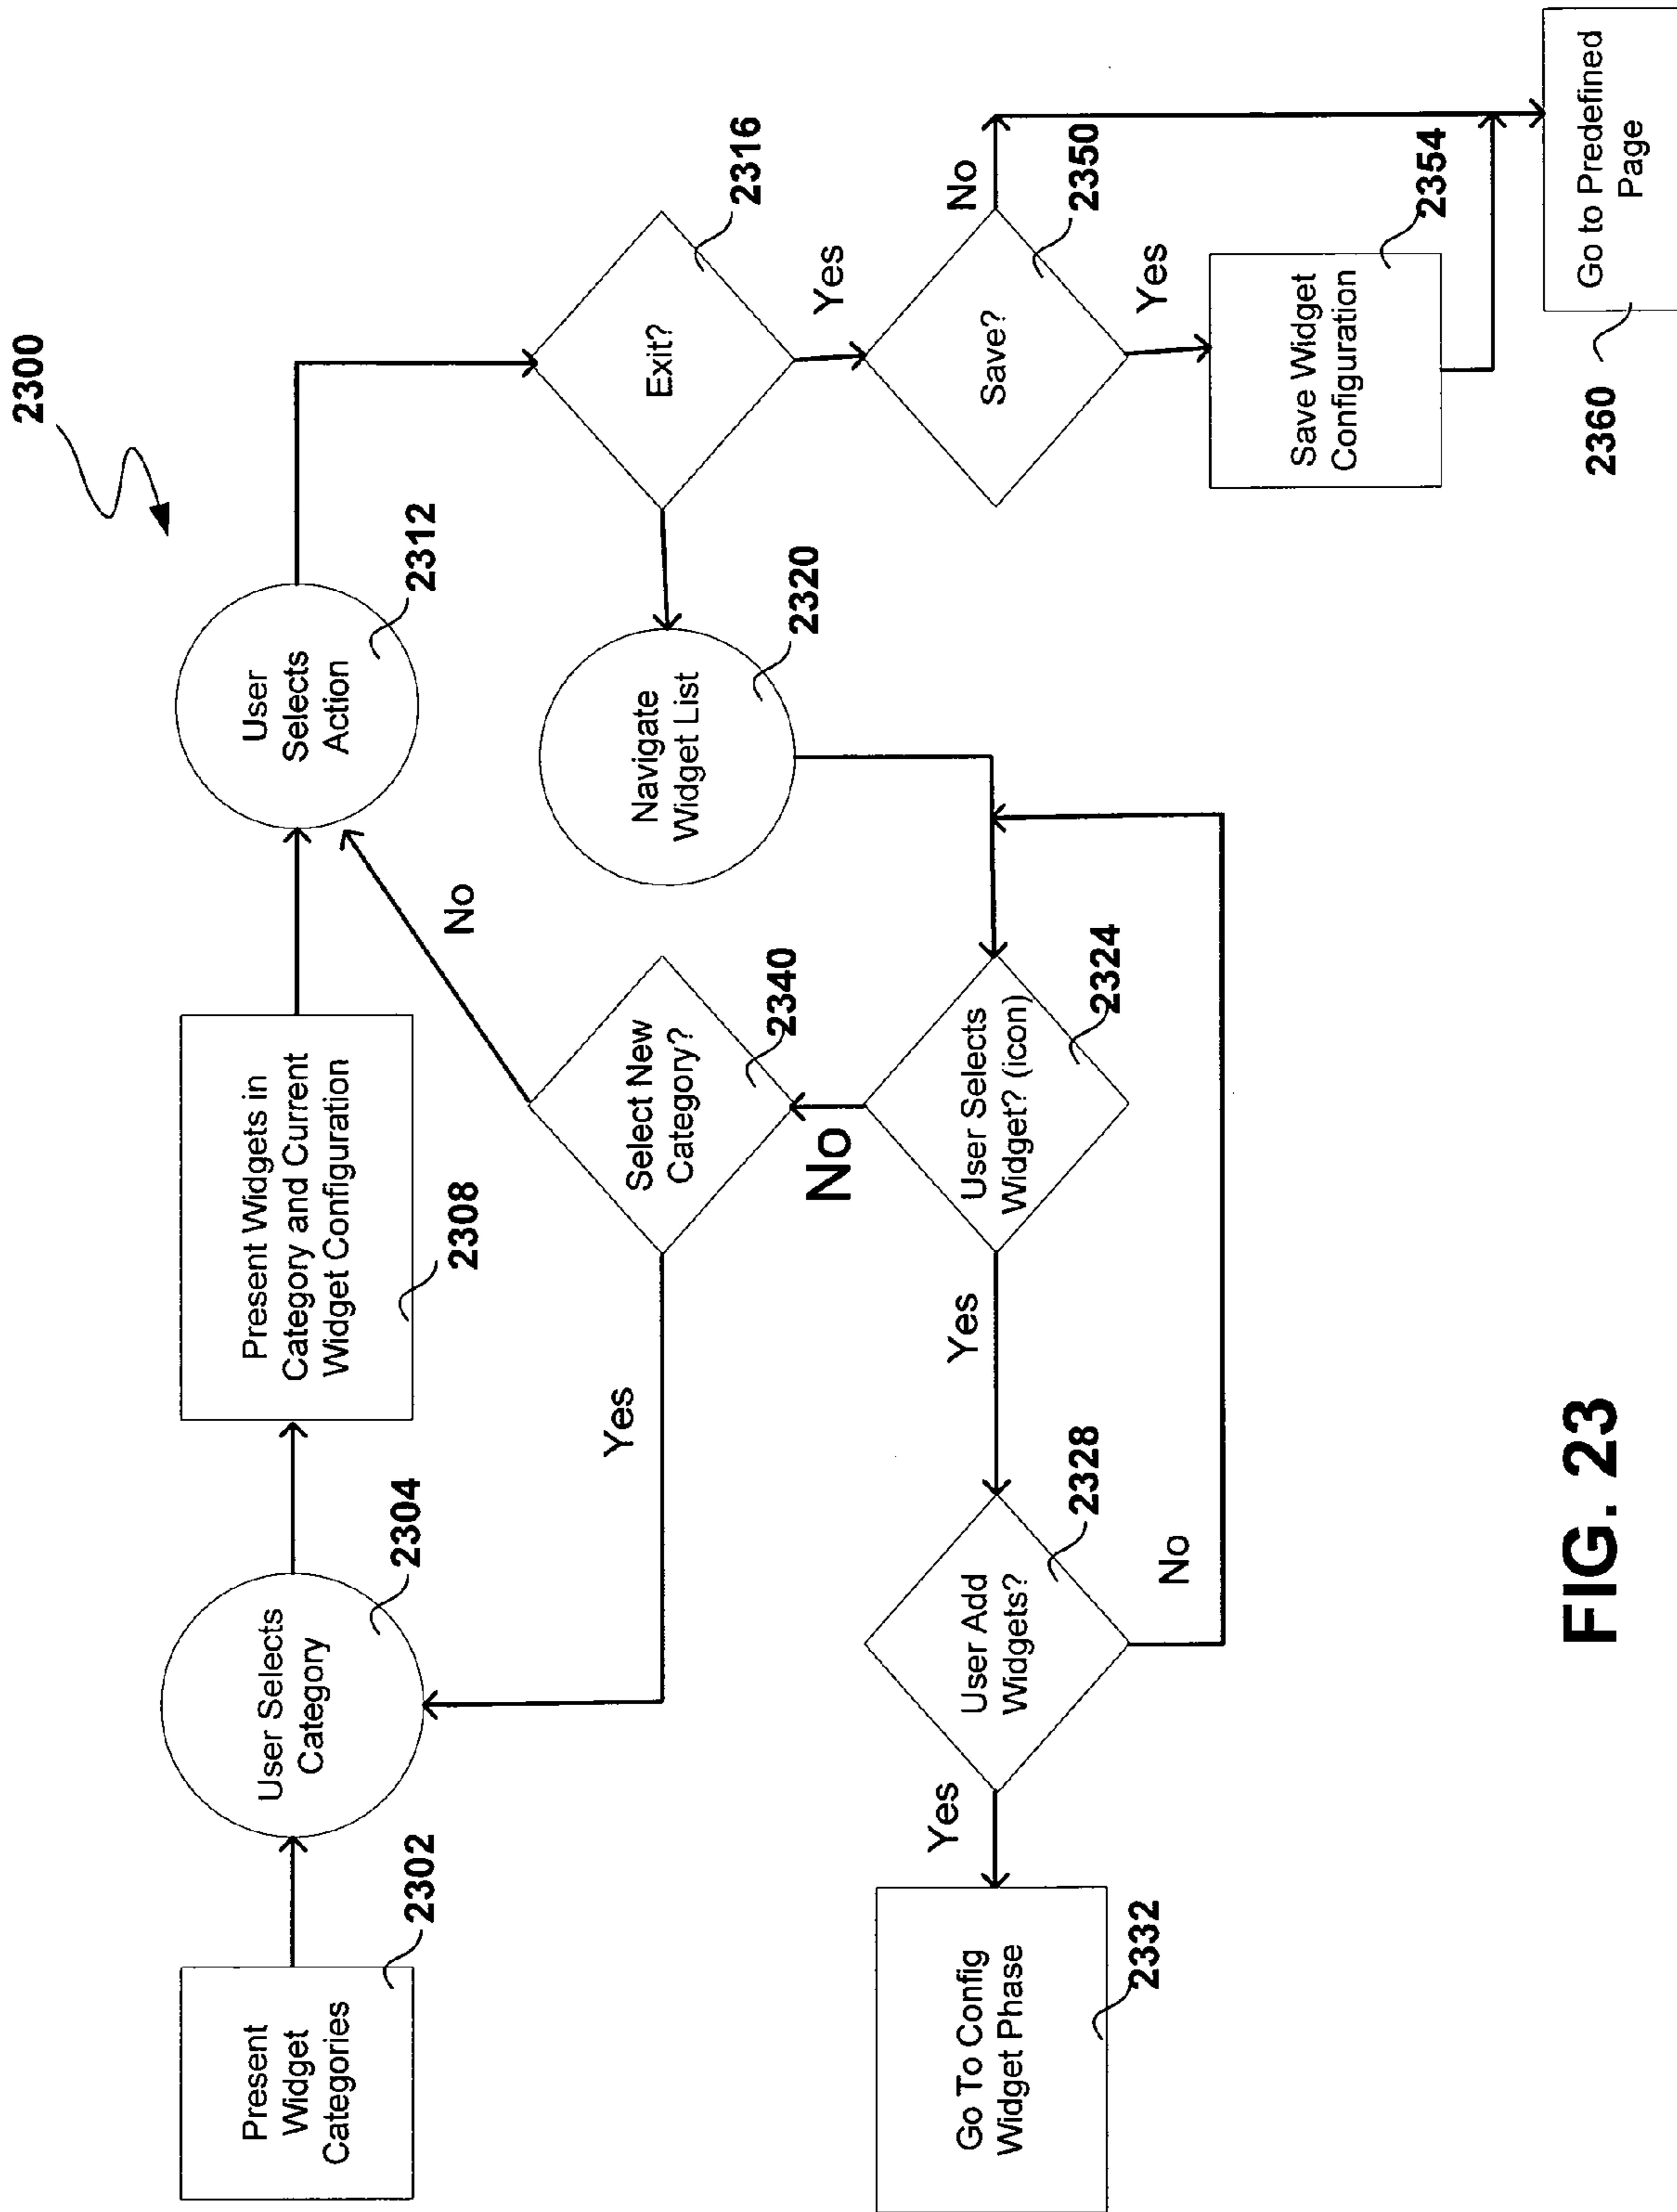 2300
Present
Widget
Categories
2302
User Selects
Category
2304
Present Widgets in
Category and Current
Widget Configuration
2308
User
Selects
Action
2312
Exit?
2316
Yes
Navigate
Widget List
2320
No
Select New
Category?
2340
Yes
No
User Selects
Widget? (icon)
2324
Yes
User Add
Widgets?
2328
No
Yes
Go To Config
Widget Phase
2332
Save?
2350
No
Yes
Save Widget
Configuration
2354
Go to Predefined
Page
2360
FIG. 23